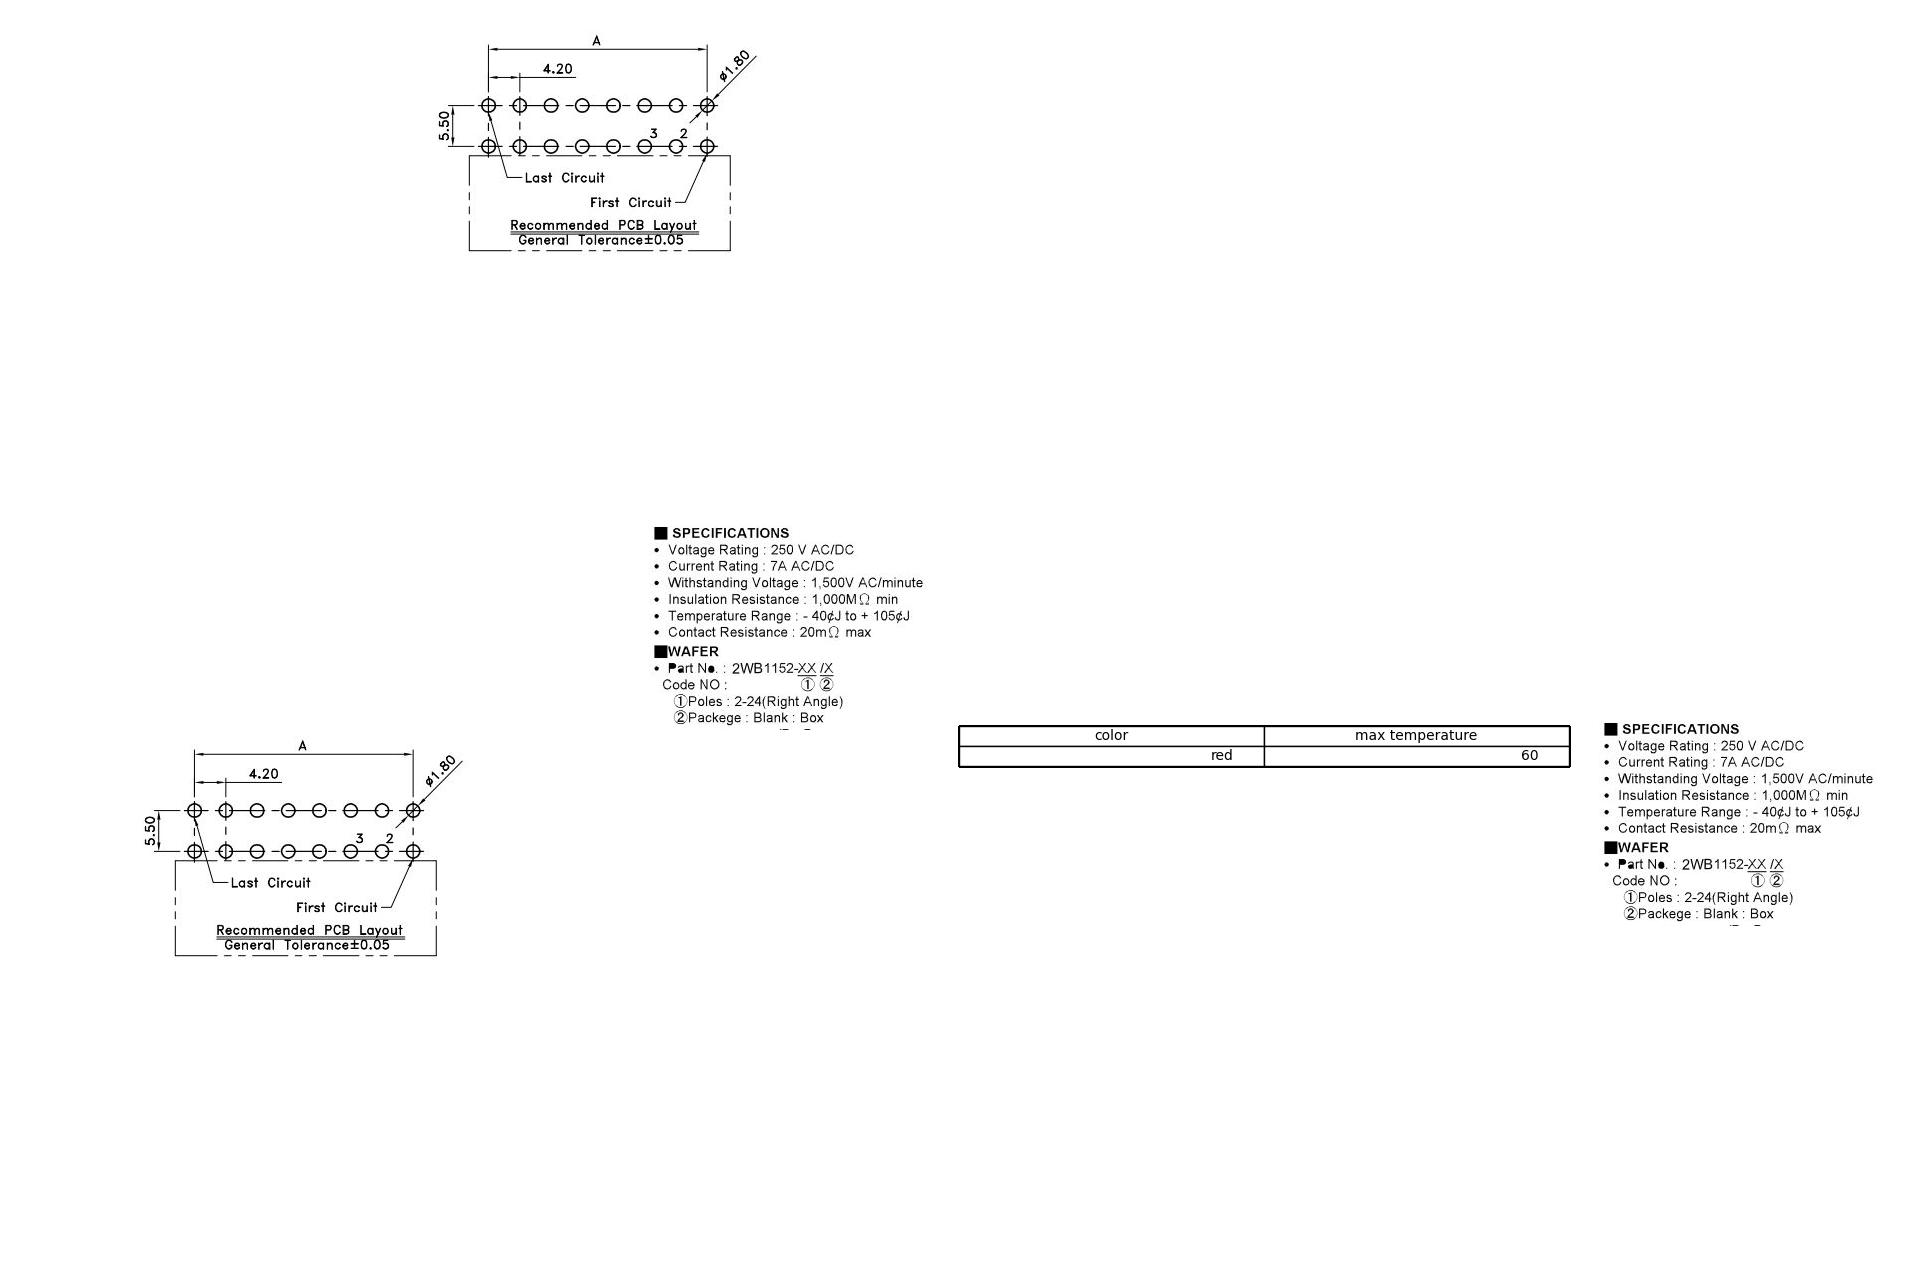 A
4.20
ø1.80
5.50
3 2
Last Circuit
First Circuit
Recommended PCB Layout
General Tolerance±0.05
■ SPECIFICATIONS
• Voltage Rating : 250 V AC/DC
• Current Rating : 7A AC/DC
• Withstanding Voltage : 1,500V AC/minute
• Insulation Resistance : 1,000MΩ min
• Temperature Range : - 40¢J to + 105¢J
• Contact Resistance : 20mΩ max
■WAFER
• Part No. : 2WB1152-XX /X
Code NO : ① ②
①Poles : 2-24(Right Angle)
②Packege : Blank : Box
color max temperature
red 60
■ SPECIFICATIONS
• Voltage Rating : 250 V AC/DC
• Current Rating : 7A AC/DC
• Withstanding Voltage : 1,500V AC/minute
• Insulation Resistance : 1,000MΩ min
• Temperature Range : - 40¢J to + 105¢J
• Contact Resistance : 20mΩ max
■WAFER
• Part No. : 2WB1152-XX /X
Code NO : ① ②
①Poles : 2-24(Right Angle)
②Packege : Blank : Box
A
4.20
ø1.80
5.50
3 2
Last Circuit
First Circuit
Recommended PCB Layout
General Tolerance±0.05